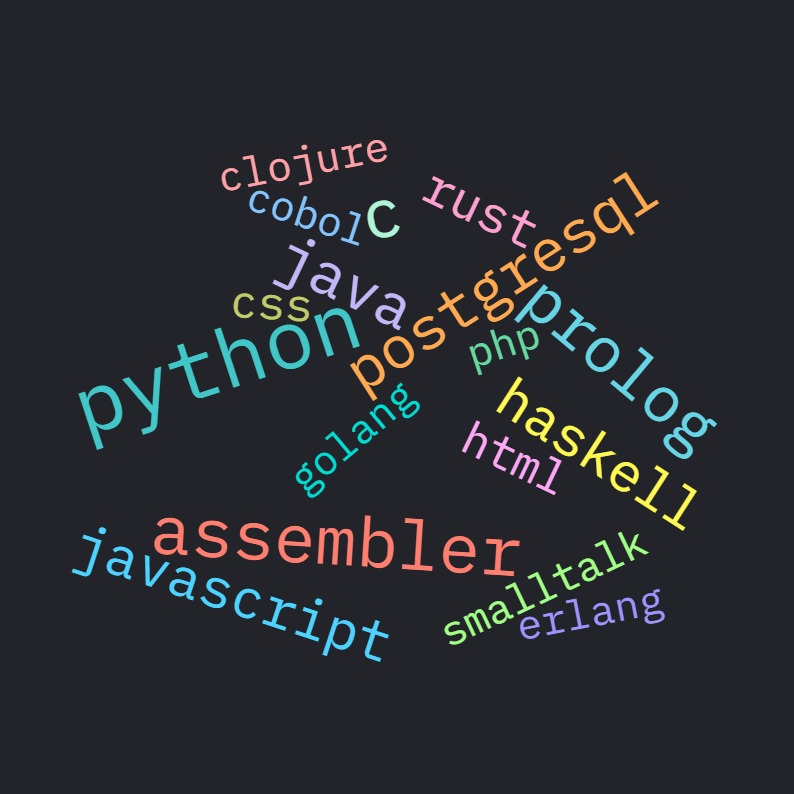 clojure
cobol
C
rust
postgresql
java
css
python
prolog
php
golang
haskell
html
assembler
javascript
smalltalk
erlang